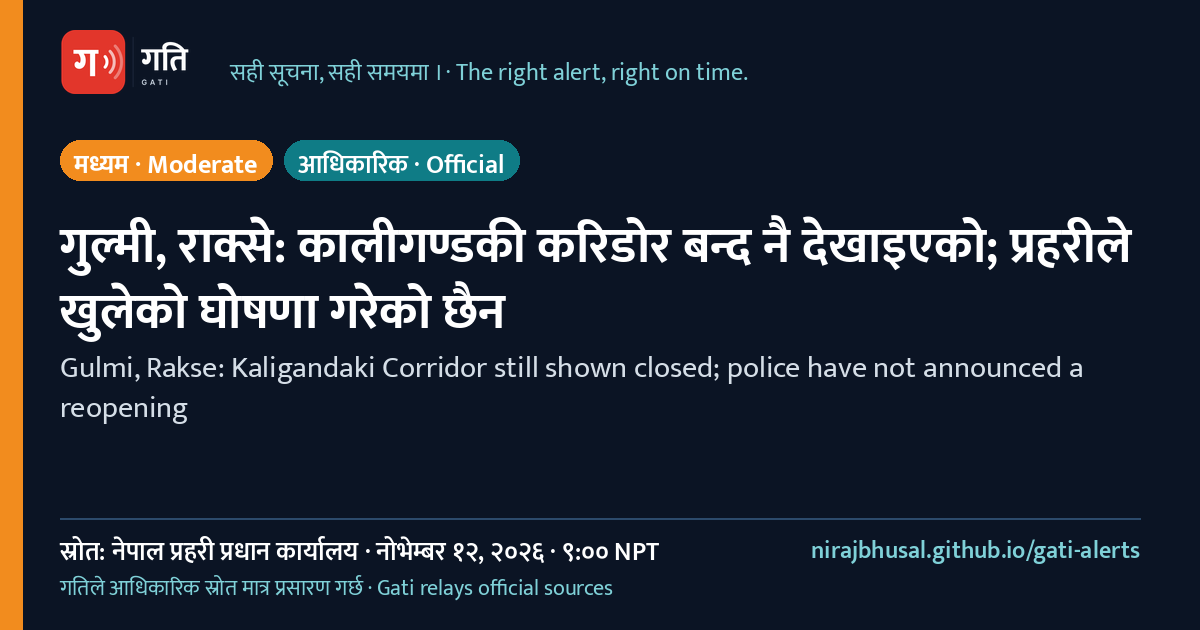 ग गति
GATI
सही सूचना, सही समयमा । · The right alert, right on time.
मध्यम · Moderate
आधिकारिक · Official
गुल्मी, राक्से: कालीगण्डकी करिडोर बन्द नै देखाइएको; प्रहरीले
खुलेको घोषणा गरेको छैन
Gulmi, Rakse: Kaligandaki Corridor still shown closed; police have not announced a
reopening
स्रोत: नेपाल प्रहरी प्रधान कार्यालय · नोभेम्बर १२, २०२६ · ९:०० NPT
nirajbhusal.github.io/gati-alerts
गतिले आधिकारिक स्रोत मात्र प्रसारण गर्छ · Gati relays official sources